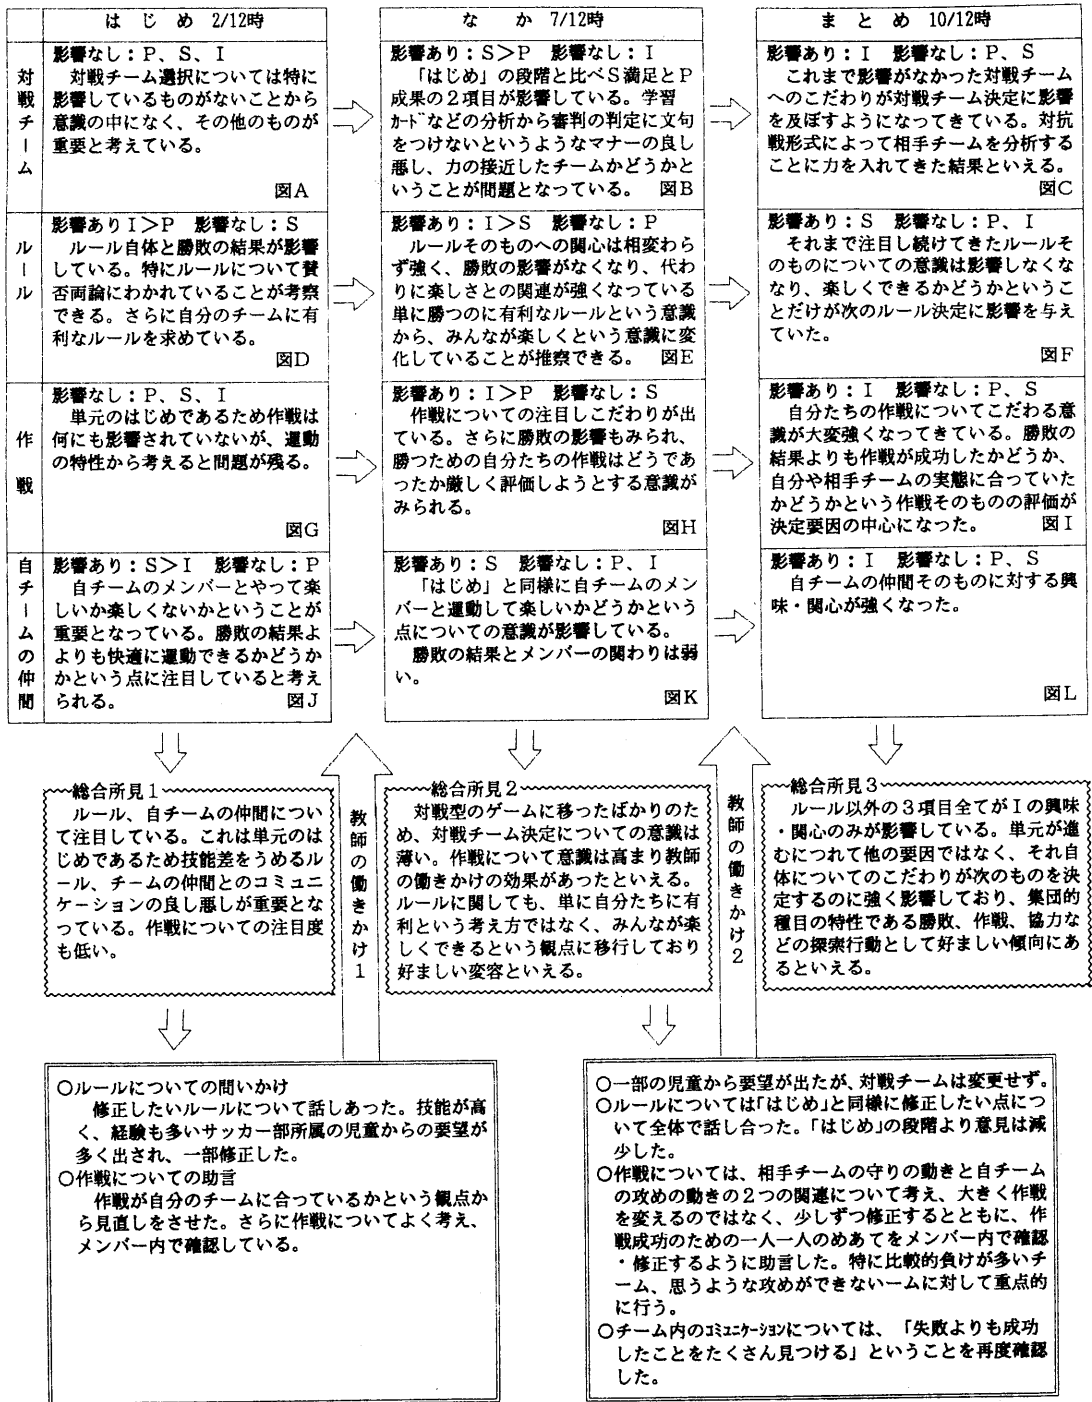 はじめ 2/12時
なか 7/12時
まとめ 10/12時
対戦チーム
影響なし：P、S、I
対戦チーム選択については特に
影響しているものがないことから
意識の中になく、その他のものが
重要と考えている。
図A
影響あり：S＞P 影響なし：I
「はじめ」の段階と比べS満足とP
成果の2項目が影響している。学習
カードなどの分析から審判の判定に文句
をつけないというようなマナーの良し
悪し、力の接近したチームかどうかと
いうことが問題となっている。 図B
影響あり：I 影響なし：P、S
これまで影響がなかった対戦チーム
へのこだわりが対戦チーム決定に影響
を及ぼすようになってきている。対抗
戦形式によって相手チームを分析する
ことに力を入れてきた結果といえる。
図C
ルール
影響ありI＞P 影響なし：S
ルール自体と勝敗の結果が影響
している。特にルールについて賛
否両論にわかれていることが考察
できる。さらに自分のチームに有
利なルールを求めている。
図D
影響あり：I＞S 影響なし：P
ルールそのものへの関心は相変わら
ず強く、勝敗の影響がなくなり、代わ
りに楽しさとの関連が強くなっている
単に勝つのに有利なルールという意識
から、みんなが楽しくという意識に変
化していることが推察できる。 図E
影響あり：S 影響なし：P、I
それまで注目し続けてきたルールそ
のものについての意識は影響しなくな
なり、楽しくできるかどうかというこ
とだけが次のルール決定に影響を与え
ていた。
図F
作戦
影響なし：P、S、I
単元のはじめであるため作戦は
何にも影響されていないが、運動
の特性から考えると問題が残る。
図G
影響あり：I＞P 影響なし：S
作戦についての注目しこだわりが出
ている。さらに勝敗の影響もみられ、
勝つための自分たちの作戦はどうであ
ったか厳しく評価しようとする意識が
みられる。
図H
影響あり：I 影響なし：P、S
自分たちの作戦についてこだわる意
識が大変強くなってきている。勝敗の
結果よりも作戦が成功したかどうか、
自分や相手チームの実態に合っていた
かどうかという作戦そのものの評価が
決定要因の中心になった。 図I
自チームの仲間
影響あり：S＞I 影響なし：P
自チームのメンバーとやって楽
しいか楽しくないかということが
重要となっている。勝敗の結果よ
よりも快適に運動できるかどうか
かという点に注目していると考え
られる。 図J
影響あり：S 影響なし：P、I
「はじめ」と同様に自チームのメン
バーと運動して楽しいかどうかという
点についての意識が影響している。
勝敗の結果とメンバーの関わりは弱
い。
図K
影響あり：I 影響なし：P、S
自チームの仲間そのものに対する興
味・関心が強くなった。
図L
総合所見1
ルール、自チームの仲間につい
て注目している。これは単元のは
じめであるため技能差をうめるル
ール、チームの仲間とのコミュニ
ケーションの良し悪しが重要とな
っている。作戦についての注目度
も低い。
教師の働きかけ1
総合所見2
対戦型のゲームに移ったばかりのた
め、対戦チーム決定についての意識は
薄い。作戦について意識は高まり教師
の働きかけの効果があったといえる。
ルールに関しても、単に自分たちに有
利という考え方ではなく、みんなが楽
しくできるという観点に移行しており
好ましい変容といえる。
教師の働きかけ2
総合所見3
ルール以外の3項目全てがIの興味
・関心のみが影響している。単元が進
むにつれて他の要因ではなく、それ自
体についてのこだわりが次のものを決
定するのに強く影響しており、集団的
種目の特性である勝敗、作戦、協力な
どの探索行動として好ましい傾向にあ
るといえる。
○ルールについての問いかけ
修正したいルールについて話しあった。技能が高
く、経験も多いサッカー部所属の児童からの要望が
多く出され、一部修正した。
○作戦についての助言
作戦が自分のチームに合っているかという観点か
ら見直しをさせた。さらに作戦についてよく考え、
メンバー内で確認している。
○一部の児童から要望が出たが、対戦チームは変更せず。
○ルールについては「はじめ」と同様に修正したい点につ
いて全体で話し合った。「はじめ」の段階より意見は減
少した。
○作戦については、相手チームの守りの動きと自チーム
の攻めの動きの2つの関連について考え、大きく作戦
を変えるのではなく、少しずつ修正するとともに、作
戦成功のための一人一人のめあてをメンバー内で確認
・修正するように助言した。特に比較的負けが多いチ
ーム、思うような攻めができないームに対して重点的
に行う。
○チーム内のコミュニケーションについては、「失敗よりも成功
したことをたくさん見つける」ということを再度確認
した。